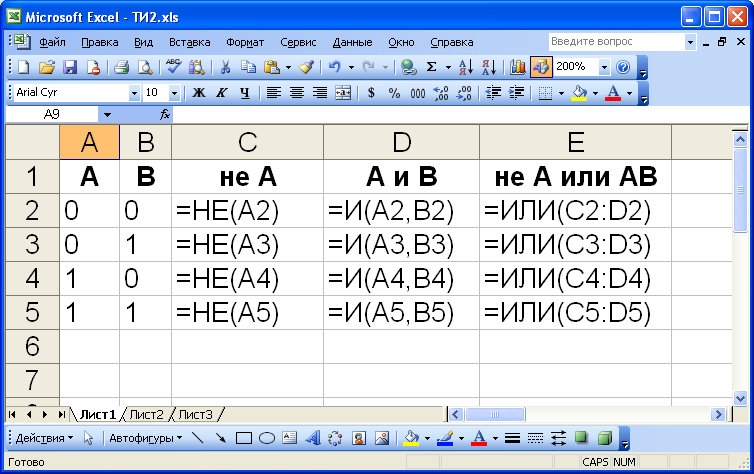 Microsoft Excel - ТИ2.xls
Файл Правка Вид Вставка Формат Сервис Данные Окно Справка Введите вопрос
ABC Σ А Я Я А 200% ?
Arial Cyr 10 Ж К Ч $ % 000 ,00 ,0 A
A9 fx
A B C D E
1 A B не A A и B не A или AB
2 0 0 =НЕ(A2) =И(A2,B2) =ИЛИ(C2:D2)
3 0 1 =НЕ(A3) =И(A3,B3) =ИЛИ(C3:D3)
4 1 0 =НЕ(A4) =И(A4,B4) =ИЛИ(C4:D4)
5 1 1 =НЕ(A5) =И(A5,B5) =ИЛИ(C5:D5)
6
7
Лист1 Лист2 Лист3
Действия Автофигуры A A
Готово CAPS NUM